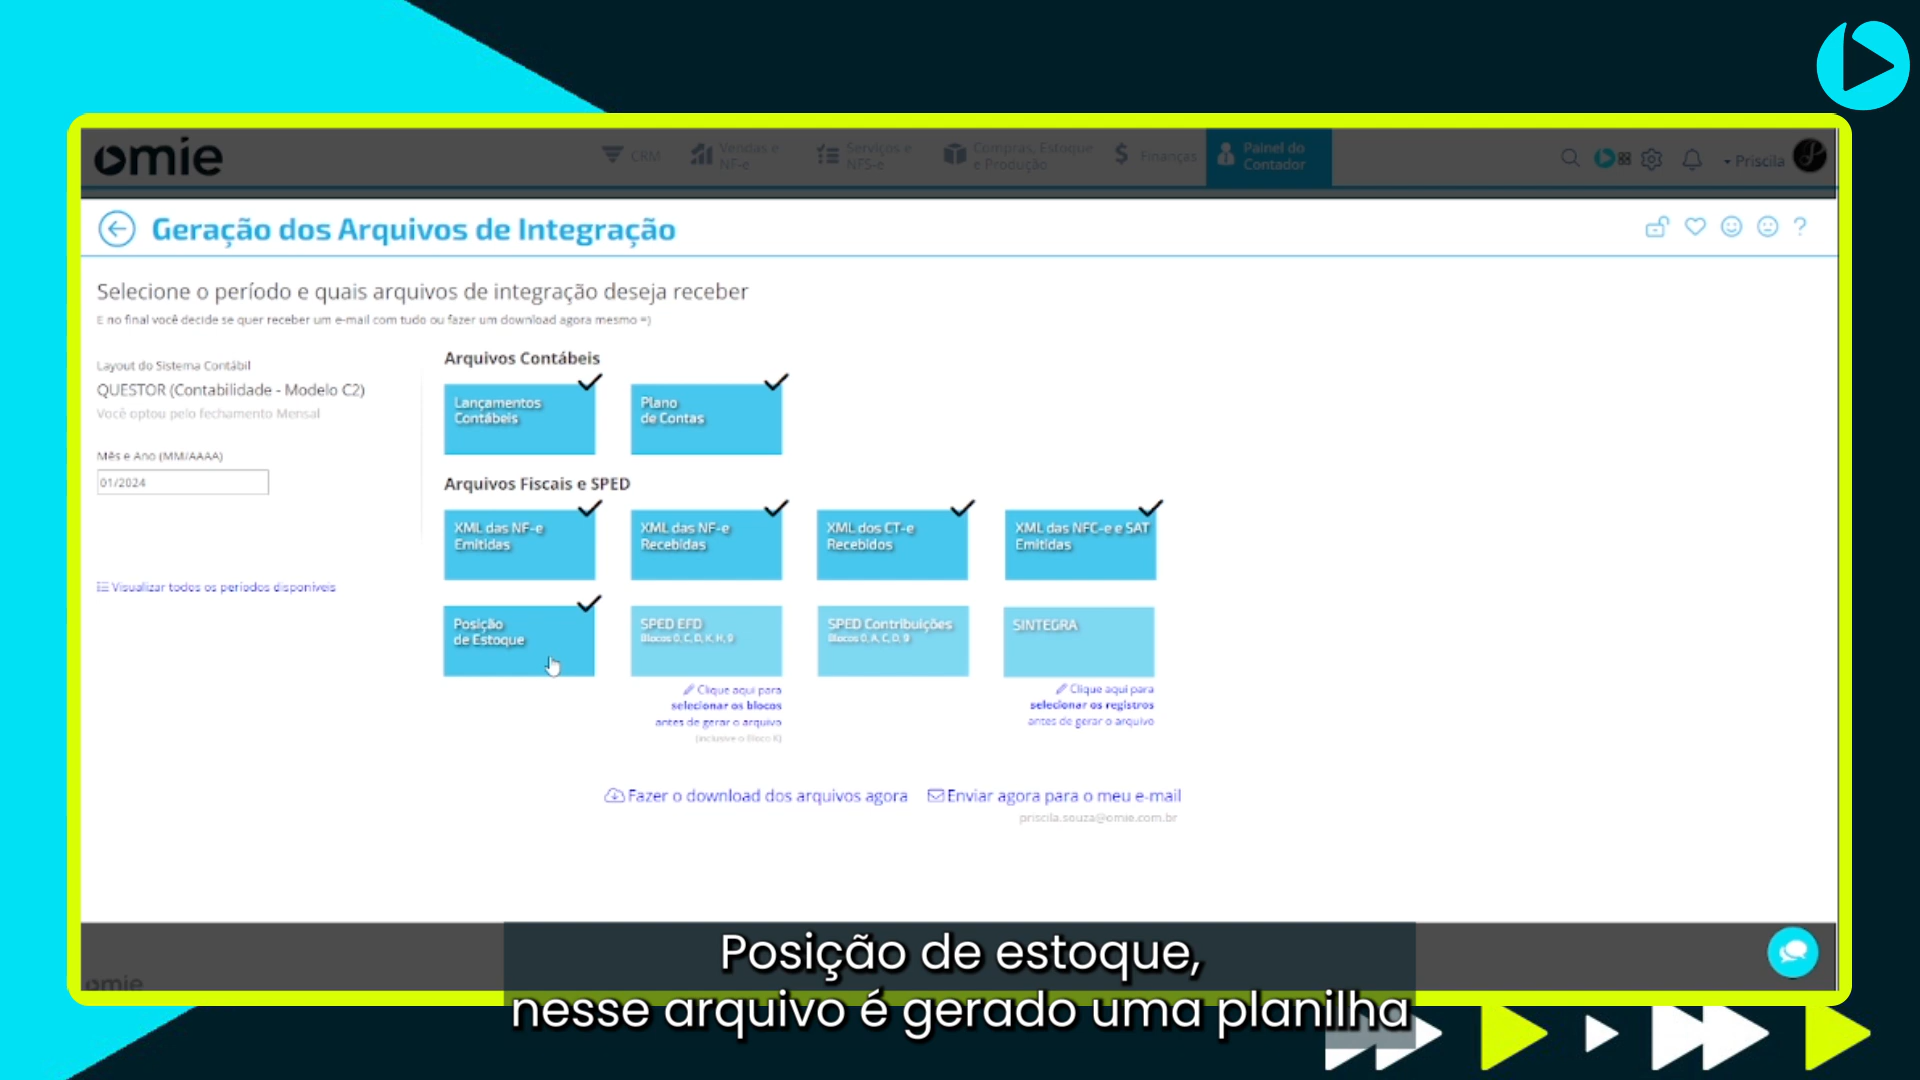 omie
CRM
Vendas e
NF-e
Serviços e
NFS-e
Compras, Estoque
e Produção
Finanças
Painel do
Contador
Priscila
Geração dos Arquivos de Integração
?
Selecione o período e quais arquivos de integração deseja receber
E no final você decide se quer receber um e-mail com tudo ou fazer um download agora mesmo =)
Layout do Sistema Contábil
QUESTOR (Contabilidade - Modelo C2)
Você optou pelo fechamento Mensal
Mês e Ano (MM/AAAA)
01/2024
Visualizar todos os períodos disponíveis
Arquivos Contábeis
Lançamentos
Contábeis
Plano
de Contas
Arquivos Fiscais e SPED
XML das NF-e
Emitidas
XML das NF-e
Recebidas
XML dos CT-e
Recebidos
XML das NFC-e e SAT
Emitidas
Posição
de Estoque
SPED EFD
Blocos 0, C, D, K, H, 9
SPED Contribuições
Blocos 0, A, C, D, 9
SINTEGRA
Clique aqui para
selecionar os blocos
antes de gerar o arquivo
(inclusive o Bloco K)
Clique aqui para
selecionar os registros
antes de gerar o arquivo
Fazer o download dos arquivos agora
Enviar agora para o meu e-mail
priscila.souza@omie.com.br
omie
Posição de estoque,
nesse arquivo é gerado uma planilha